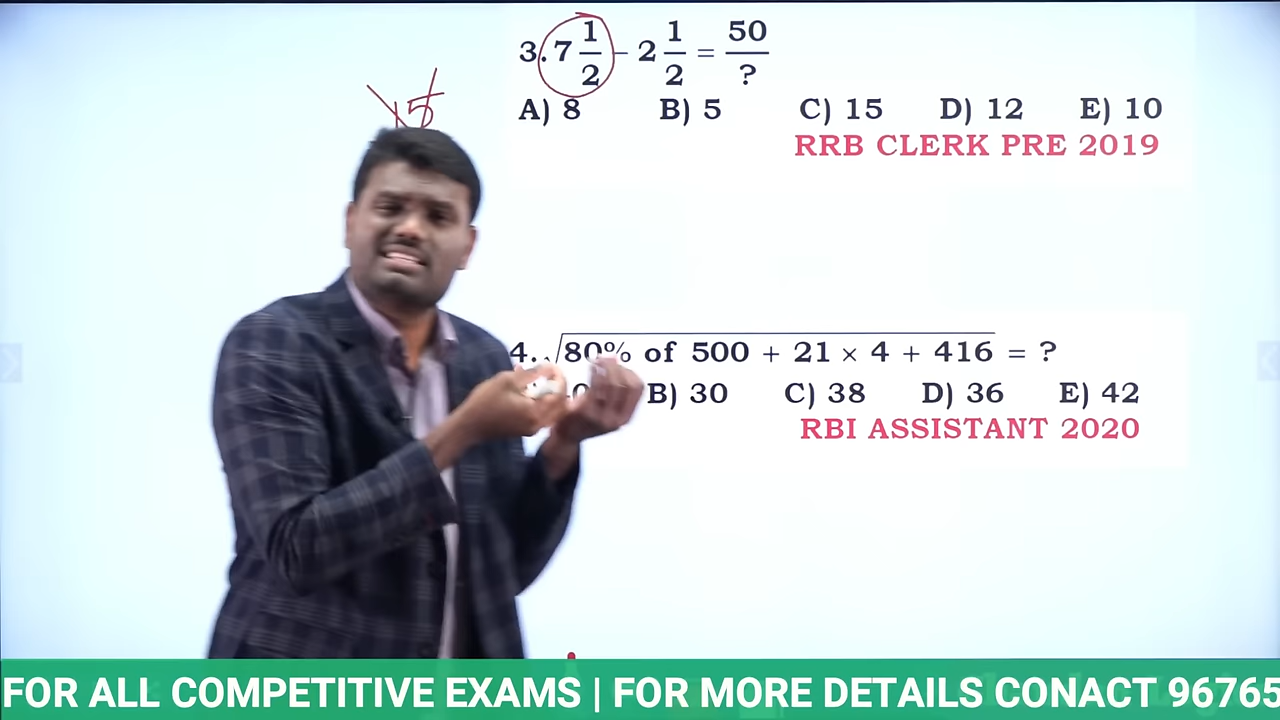 3. 7 1/2 - 2 1/2 = 50/?
A) 8 B) 5 C) 15 D) 12 E) 10
RRB CLERK PRE 2019
15
4. √80% of 500 + 21 × 4 + 416 = ?
B) 30 C) 38 D) 36 E) 42
RBI ASSISTANT 2020
FOR ALL COMPETITIVE EXAMS | FOR MORE DETAILS CONACT 96765